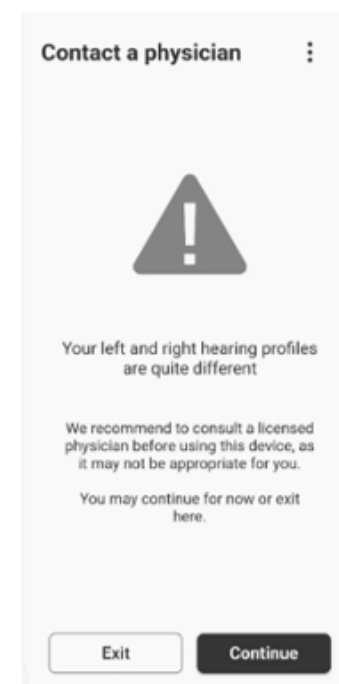 Contact a physician
Your left and right hearing profiles
are quite different
We recommend to consult a licensed
physician before using this device, as
it may not be appropriate for you.
You may continue for now or exit
here.
Exit
Continue